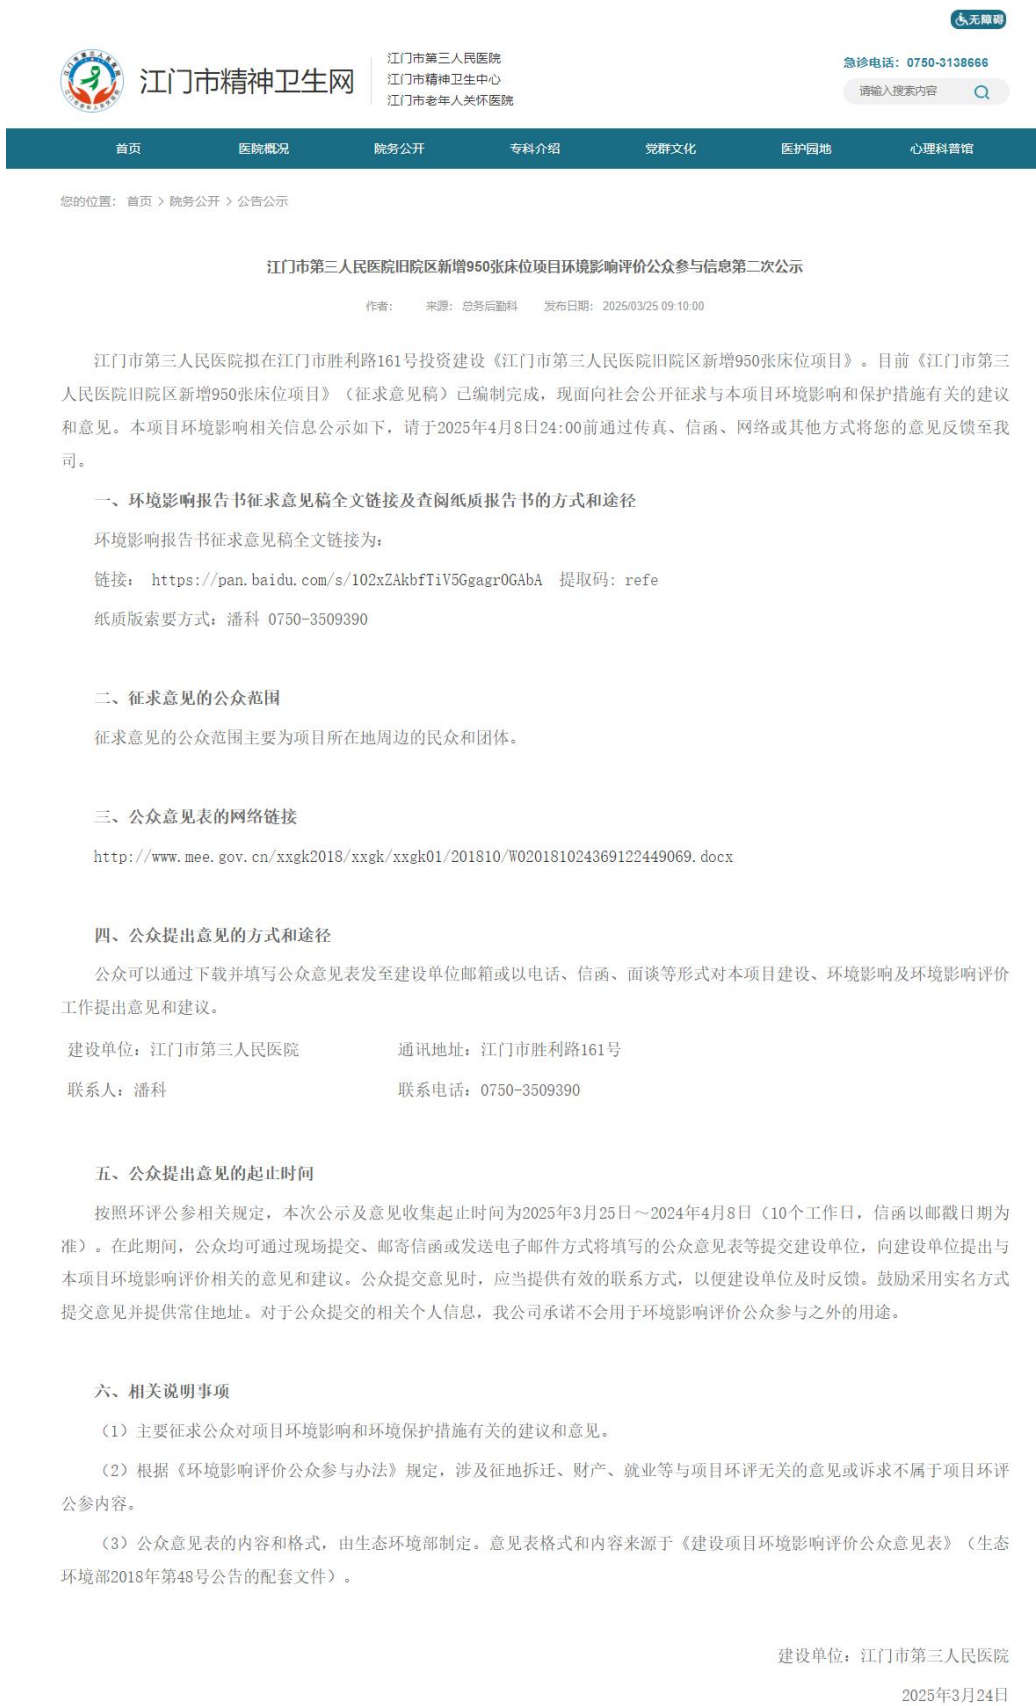 无障碍
江门市精神卫生网
江门市第三人民医院
江门市精神卫生中心
江门市老年人关怀医院
急诊电话：0750-3138666
请输入搜索内容
首页 医院概况 院务公开 专科介绍 党群文化 医护园地 心理科普馆
您的位置： 首页 > 院务公开 > 公告公示
江门市第三人民医院旧院区新增950张床位项目环境影响评价公众参与信息第二次公示
作者： 来源： 总务后勤科 发布日期： 2025/03/25 09:10:00
江门市第三人民医院拟在江门市胜利路161号投资建设《江门市第三人民医院旧院区新增950张床位项目》。目前《江门市第三
人民医院旧院区新增950张床位项目》（征求意见稿）已编制完成，现面向社会公开征求与本项目环境影响和保护措施有关的建议
和意见。本项目环境影响相关信息公示如下，请于2025年4月8日24:00前通过传真、信函、网络或其他方式将您的意见反馈至我
司。
一、环境影响报告书征求意见稿全文链接及查阅纸质报告书的方式和途径
环境影响报告书征求意见稿全文链接为：
链接： https://pan.baidu.com/s/1O2xZAkbfTiV5GgagrOGAbA 提取码: refe
纸质版索要方式：潘科 0750-3509390
二、征求意见的公众范围
征求意见的公众范围主要为项目所在地周边的民众和团体。
三、公众意见表的网络链接
http://www.mee.gov.cn/xxgk2018/xxgk/xxgk01/201810/W020181024369122449069.docx
四、公众提出意见的方式和途径
公众可以通过下载并填写公众意见表发至建设单位邮箱或以电话、信函、面谈等形式对本项目建设、环境影响及环境影响评价
工作提出意见和建议。
建设单位：江门市第三人民医院 通讯地址：江门市胜利路161号
联系人：潘科 联系电话：0750-3509390
五、公众提出意见的起止时间
按照环评公参相关规定，本次公示及意见收集起止时间为2025年3月25日～2024年4月8日（10个工作日，信函以邮戳日期为
准）。在此期间，公众均可通过现场提交、邮寄信函或发送电子邮件方式将填写的公众意见表等提交建设单位，向建设单位提出与
本项目环境影响评价相关的意见和建议。公众提交意见时，应当提供有效的联系方式，以便建设单位及时反馈。鼓励采用实名方式
提交意见并提供常住地址。对于公众提交的相关个人信息，我公司承诺不会用于环境影响评价公众参与之外的用途。
六、相关说明事项
（1）主要征求公众对项目环境影响和环境保护措施有关的建议和意见。
（2）根据《环境影响评价公众参与办法》规定，涉及征地拆迁、财产、就业等与项目环评无关的意见或诉求不属于项目环评
公参内容。
（3）公众意见表的内容和格式，由生态环境部制定。意见表格式和内容来源于《建设项目环境影响评价公众意见表》（生态
环境部2018年第48号公告的配套文件）。
建设单位：江门市第三人民医院
2025年3月24日